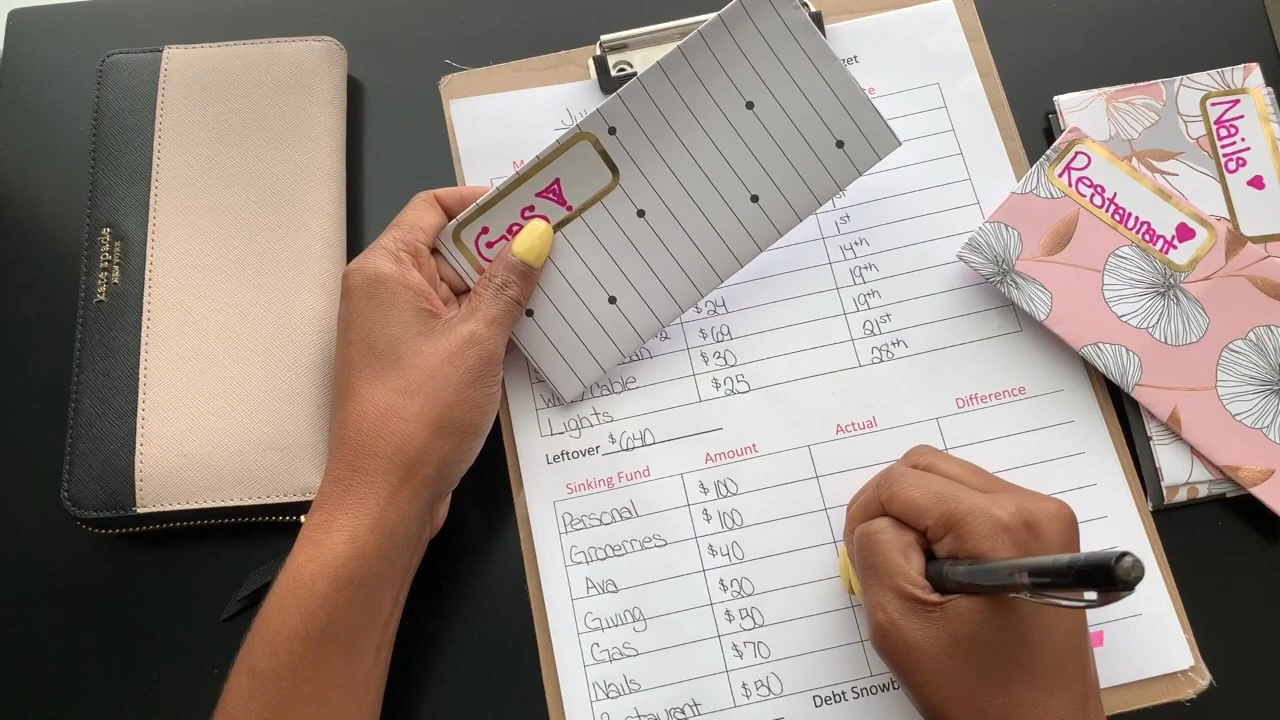 kate spade
NEW YORK
Gas!
Nails
Restaurant
1st
14th
$24 19th
$69 19th
Cable $30 21st
Lights $25 28th
Leftover $640
Sinking Fund Amount Actual Difference
Personal $100
Groceries $100
Ava $40
Giving $20
Gas $50
Nails $70
Restaurant $50
Debt